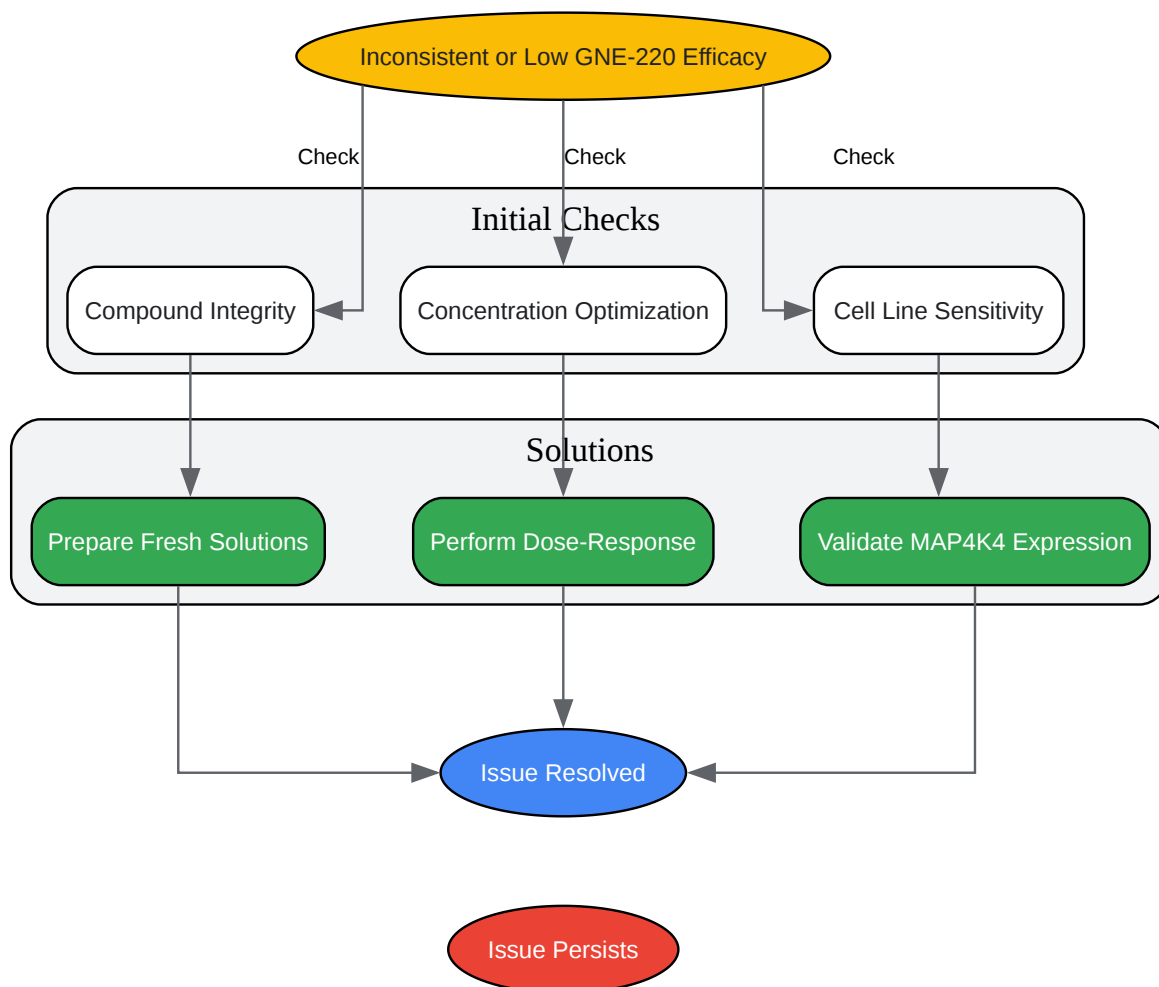 Inconsistent or Low GNE-220 Efficacy
Check
Check
Check
Initial Checks
Compound Integrity
Concentration Optimization
Cell Line Sensitivity
Solutions
Prepare Fresh Solutions
Perform Dose-Response
Validate MAP4K4 Expression
Issue Resolved
Issue Persists